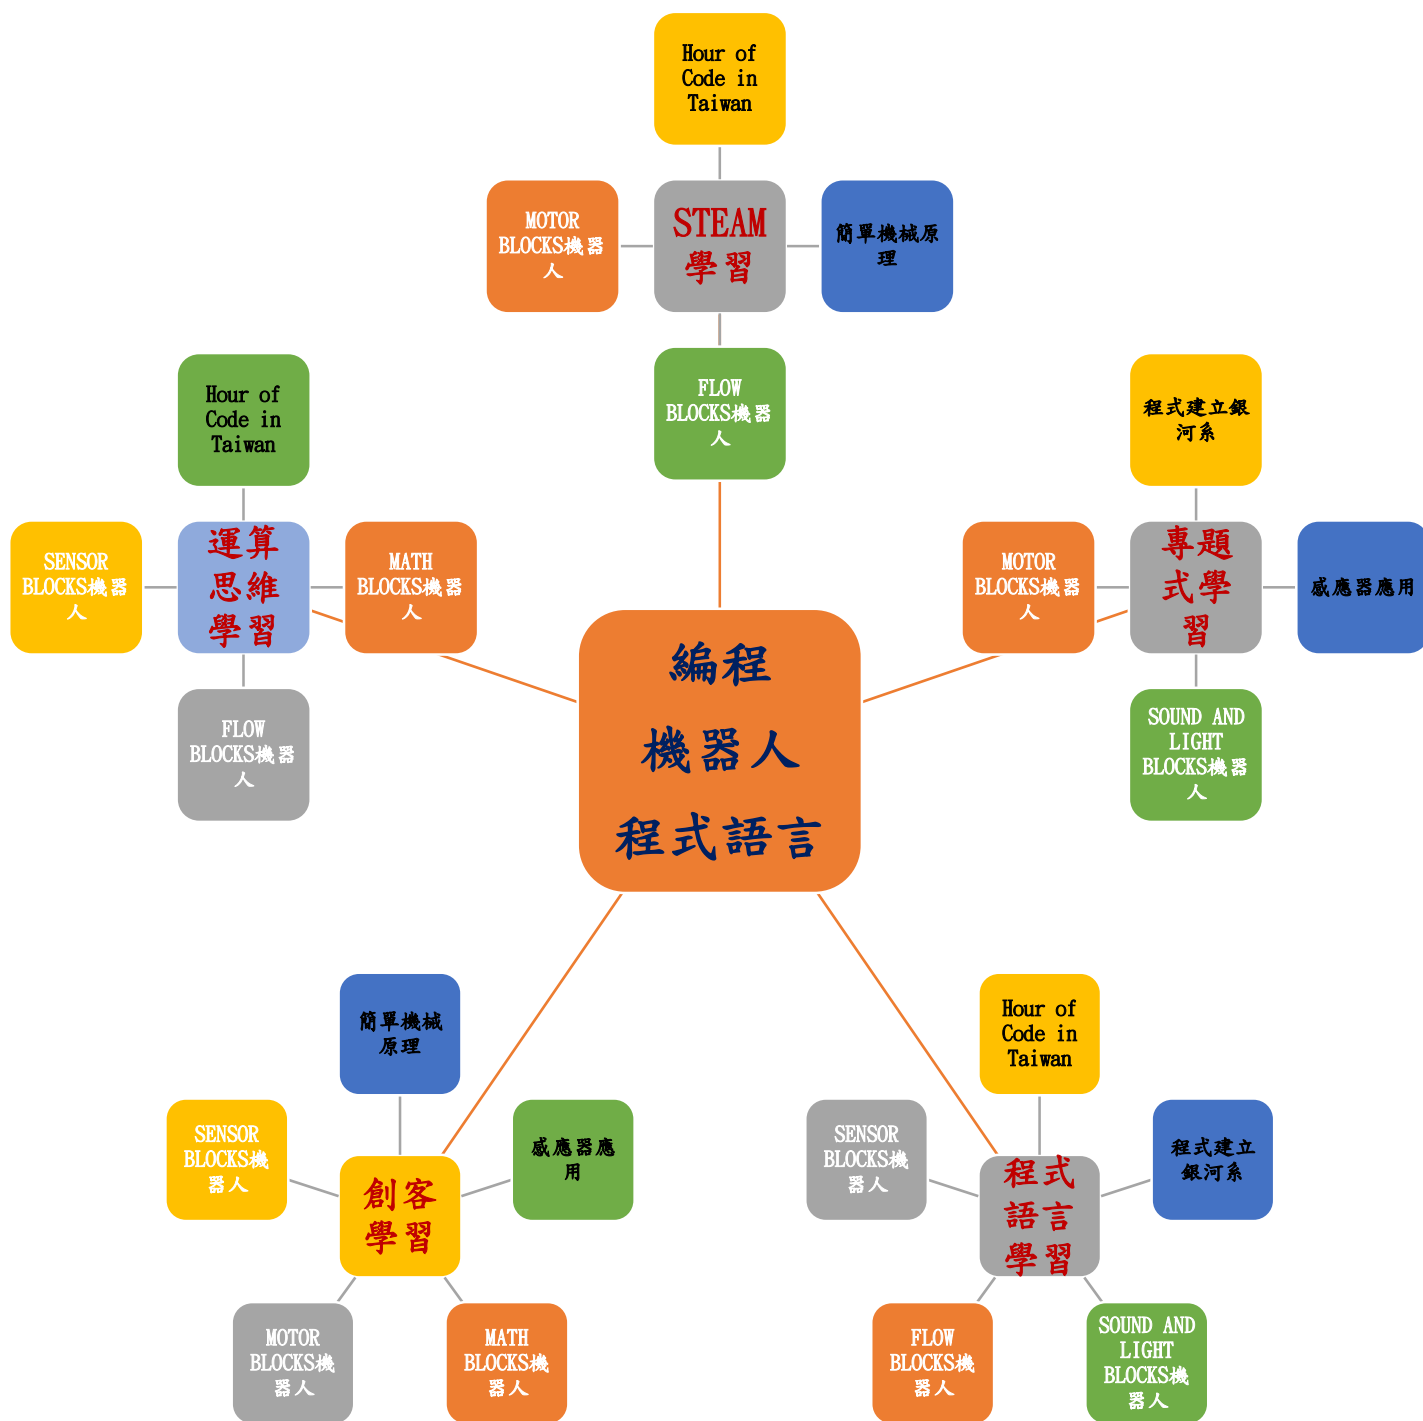 Hour of
Code in
Taiwan
MOTOR
BLOCKS機器
人
STEAM
學習
簡單機械原
理
FLOW
BLOCKS機器
人
Hour of
Code in
Taiwan
SENSOR
BLOCKS機器
人
運算
思維
學習
MATH
BLOCKS機器
人
FLOW
BLOCKS機器
人
程式建立銀
河系
MOTOR
BLOCKS機器
人
專題
式學
習
感應器應用
SOUND AND
LIGHT
BLOCKS機器
人
編程
機器人
程式語言
簡單機械
原理
SENSOR
BLOCKS機
器人
創客
學習
感應器應
用
MOTOR
BLOCKS機
器人
MATH
BLOCKS機
器人
Hour of
Code in
Taiwan
SENSOR
BLOCKS機
器人
程式
語言
學習
程式建立
銀河系
FLOW
BLOCKS機
器人
SOUND AND
LIGHT
BLOCKS機
器人